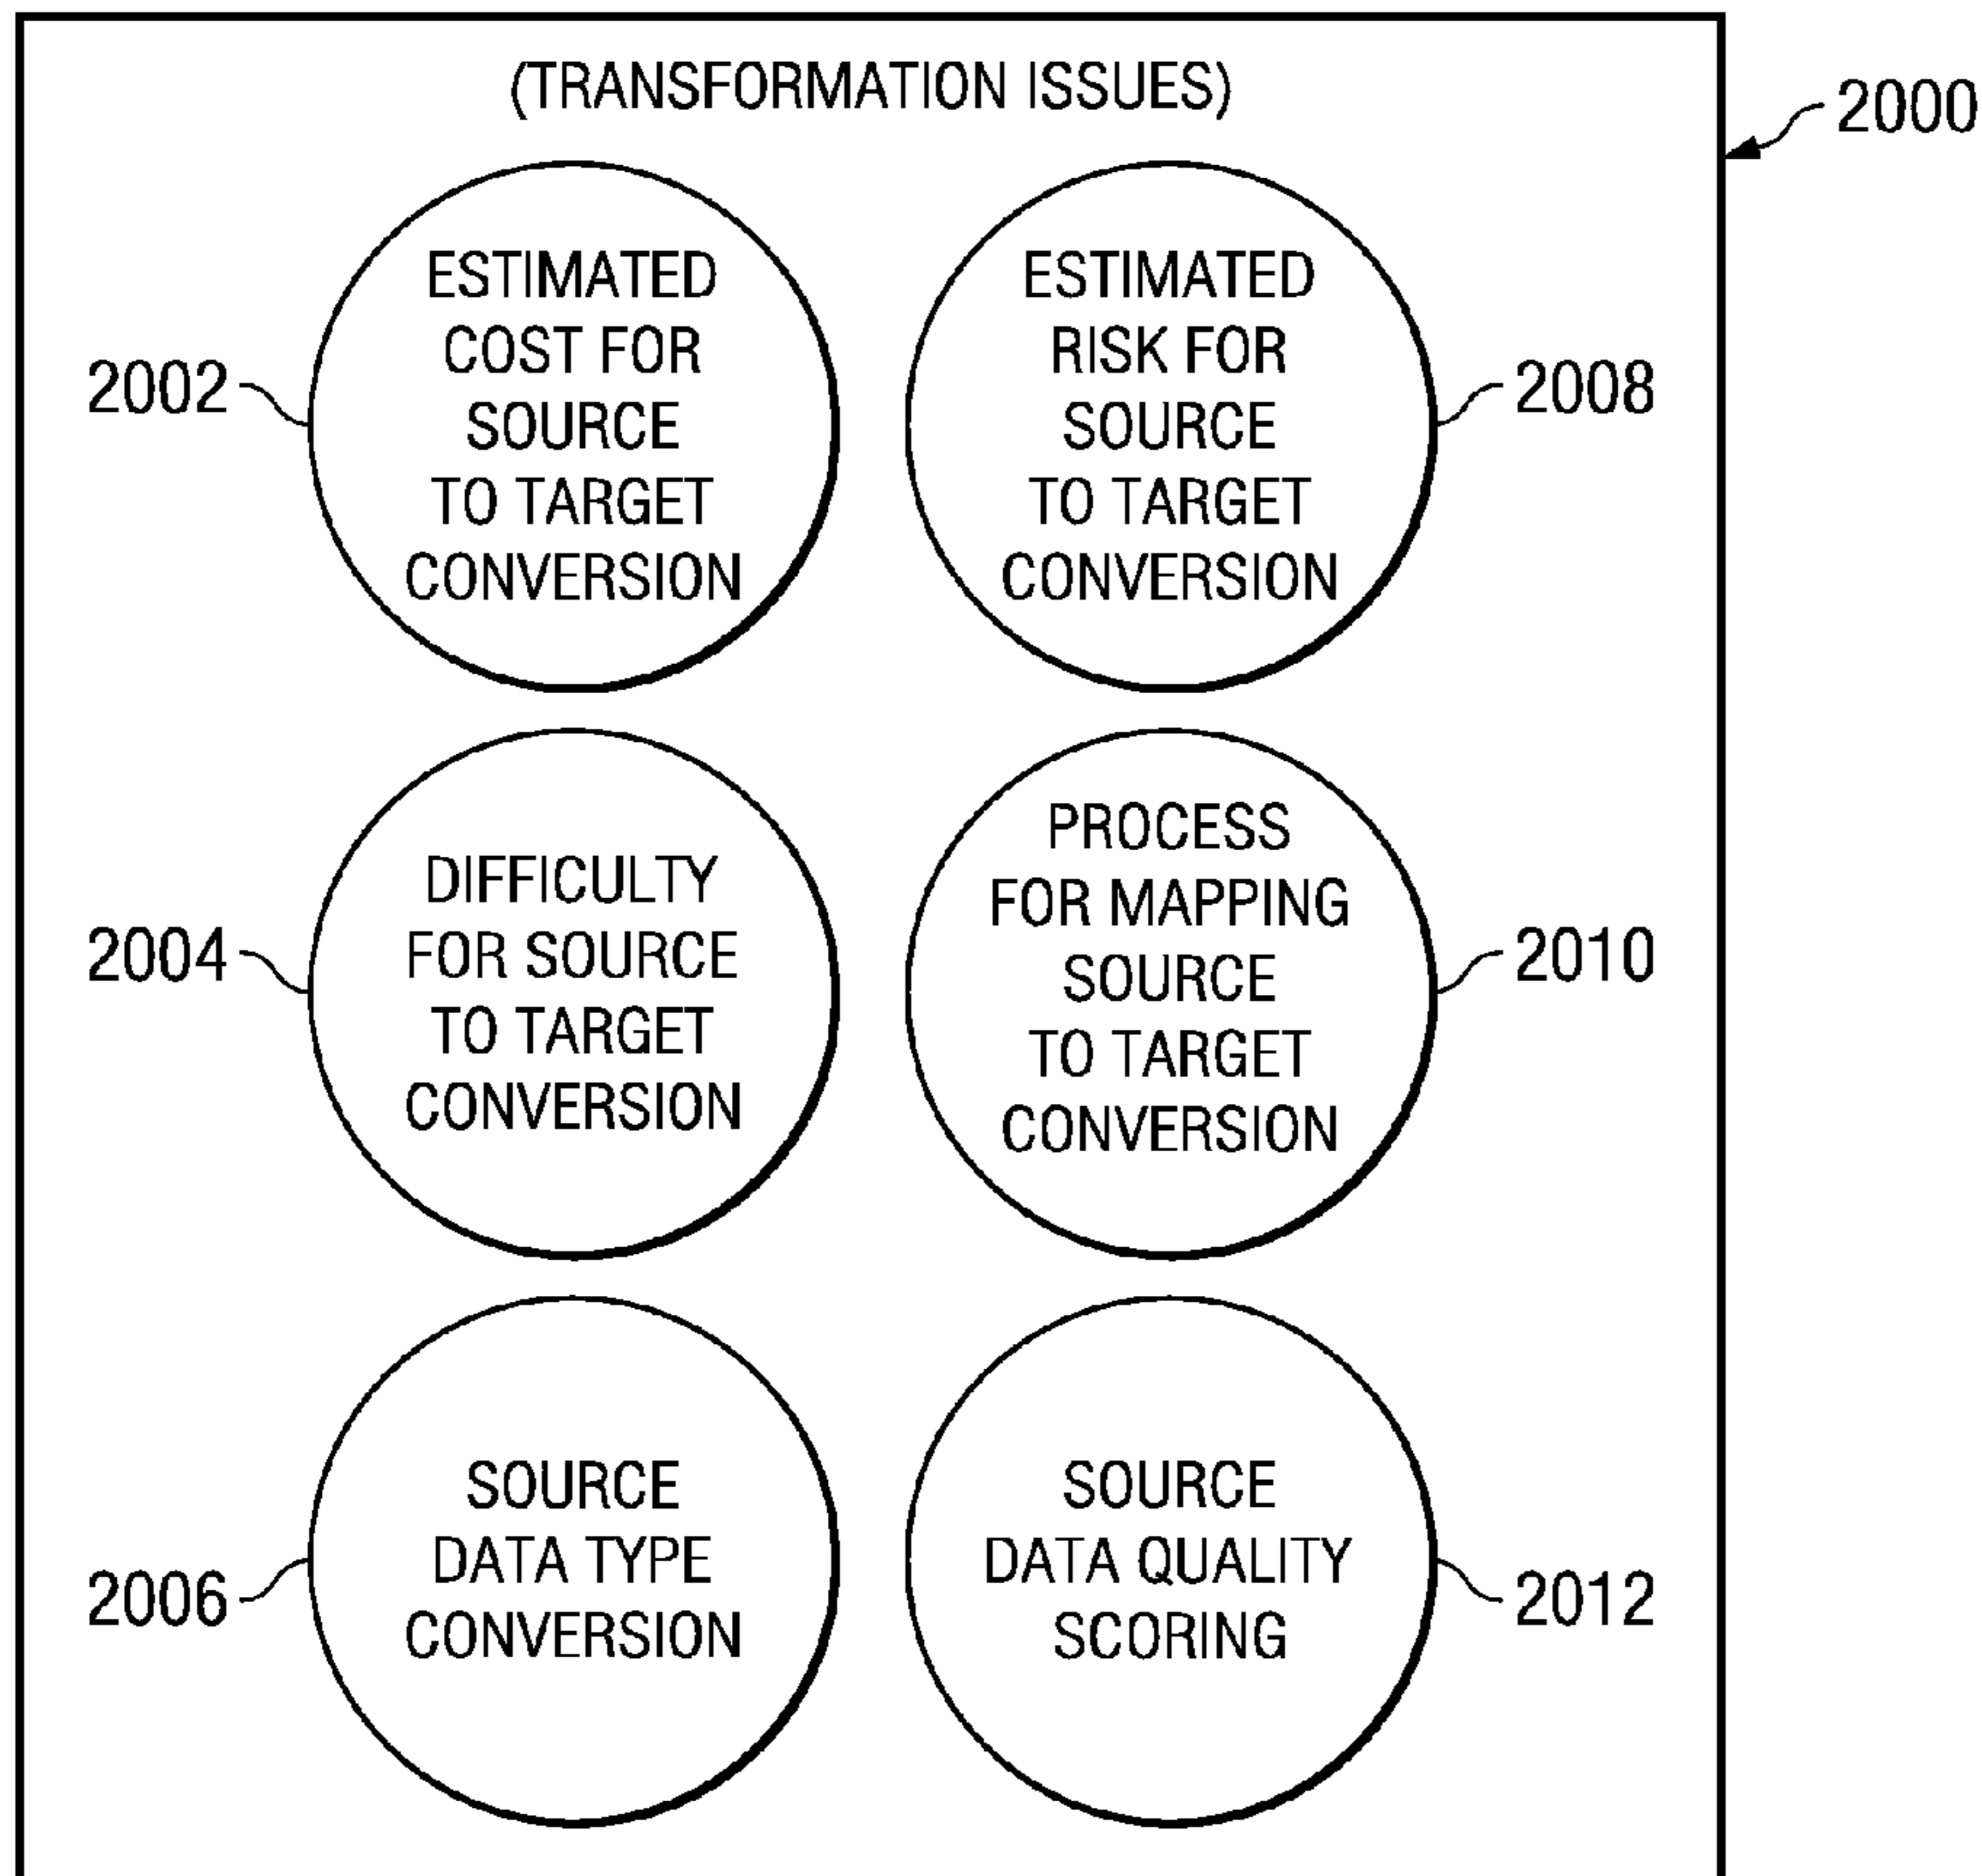 (TRANSFORMATION ISSUES)
2000
ESTIMATED
COST FOR
SOURCE
TO TARGET
CONVERSION
2002
ESTIMATED
RISK FOR
SOURCE
TO TARGET
CONVERSION
2008
DIFFICULTY
FOR SOURCE
TO TARGET
CONVERSION
2004
PROCESS
FOR MAPPING
SOURCE
TO TARGET
CONVERSION
2010
SOURCE
DATA TYPE
CONVERSION
2006
SOURCE
DATA QUALITY
SCORING
2012